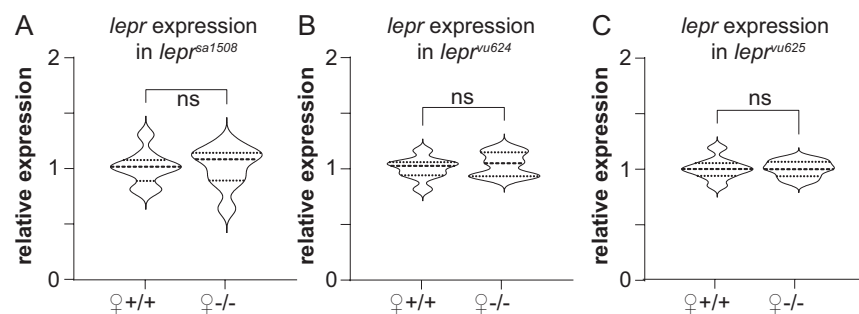 A
lepr expression
in lepr^sa1508
relative expression
2
1
0
ns
♀+/+
♀-/-
B
lepr expression
in lepr^vu624
relative expression
2
1
0
ns
♀+/+
♀-/-
C
lepr expression
in lepr^vu625
relative expression
2
1
0
ns
♀+/+
♀-/-